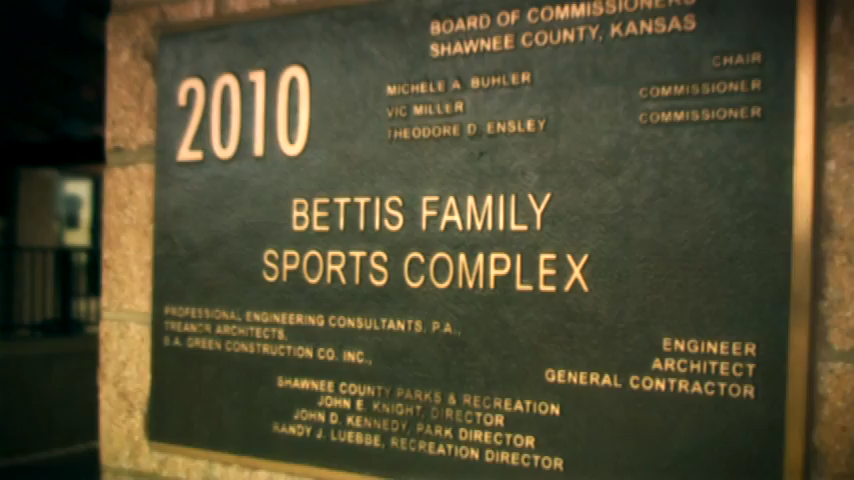 BOARD OF COMMISSIONERS
SHAWNEE COUNTY, KANSAS
2010
MICHELE A. BUHLER CHAIR
VIC MILLER COMMISSIONER
THEODORE D. ENSLEY COMMISSIONER
BETTIS FAMILY
SPORTS COMPLEX
PROFESSIONAL ENGINEERING CONSULTANTS, P.A., ENGINEER
TREANOR ARCHITECTS, ARCHITECT
D.A. GREEN CONSTRUCTION CO. INC., GENERAL CONTRACTOR
SHAWNEE COUNTY PARKS & RECREATION
JOHN E. KNIGHT, DIRECTOR
JOHN D. KENNEDY, PARK DIRECTOR
RANDY J. LUEBBE, RECREATION DIRECTOR